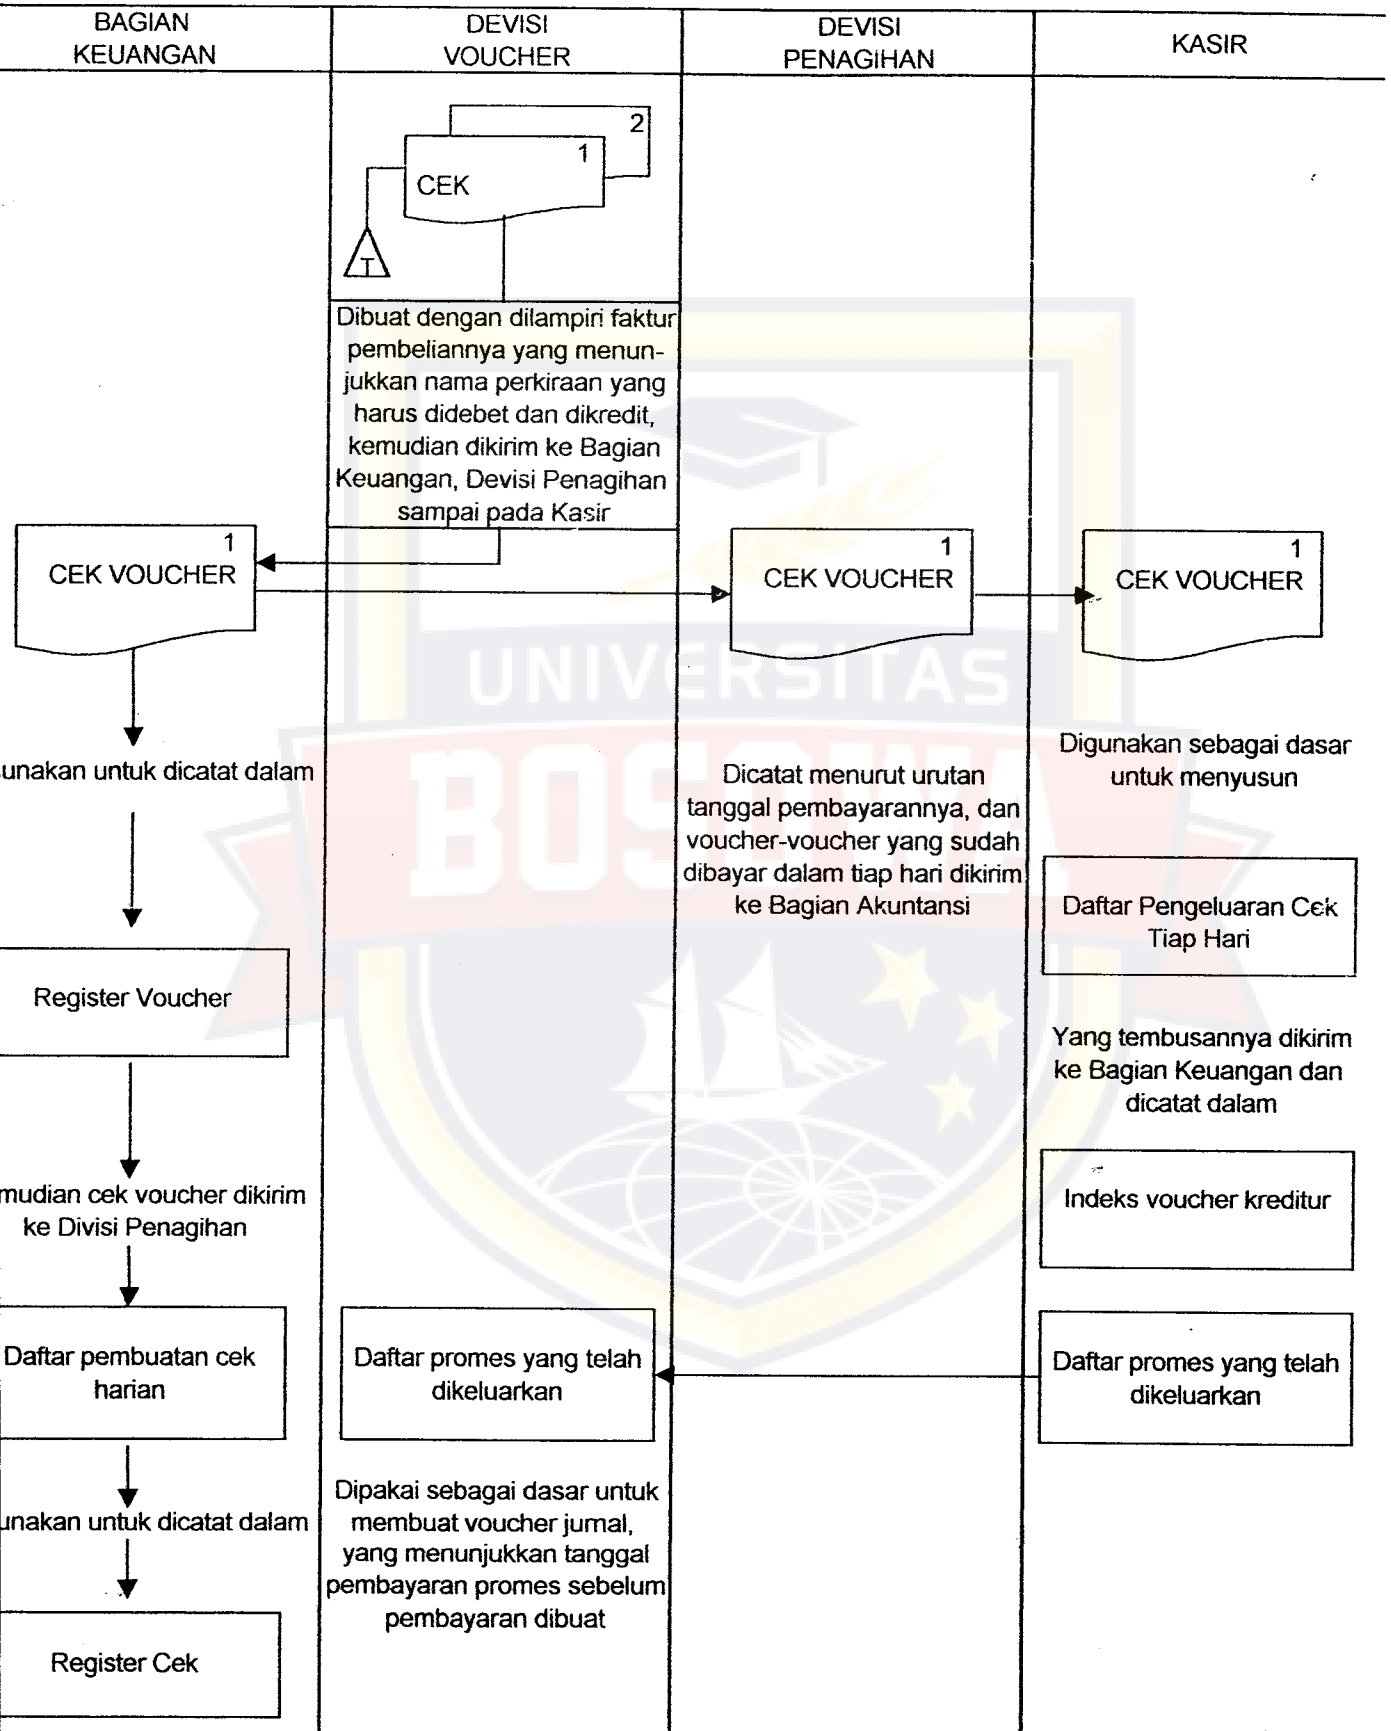 BAGIAN
KEUANGAN
DEVISI
VOUCHER
DEVISI
PENAGIHAN
KASIR
2
1
CEK
T
Dibuat dengan dilampiri faktur
pembeliannya yang menun-
jukkan nama perkiraan yang
harus didebet dan dikredit,
kemudian dikirim ke Bagian
Keuangan, Devisi Penagihan
sampai pada Kasir
1
CEK VOUCHER
1
CEK VOUCHER
1
CEK VOUCHER
unakan untuk dicatat dalam
Register Voucher
mudian cek voucher dikirim
ke Divisi Penagihan
Daftar pembuatan cek
harian
unakan untuk dicatat dalam
Register Cek
Daftar promes yang telah
dikeluarkan
Dipakai sebagai dasar untuk
membuat voucher jurnal,
yang menunjukkan tanggal
pembayaran promes sebelum
pembayaran dibuat
Dicatat menurut urutan
tanggal pembayarannya, dan
voucher-voucher yang sudah
dibayar dalam tiap hari dikirim
ke Bagian Akuntansi
Digunakan sebagai dasar
untuk menyusun
Daftar Pengeluaran Cek
Tiap Hari
Yang tembusannya dikirim
ke Bagian Keuangan dan
dicatat dalam
Indeks voucher kreditur
Daftar promes yang telah
dikeluarkan
UNIVERSITAS
BOSOWA